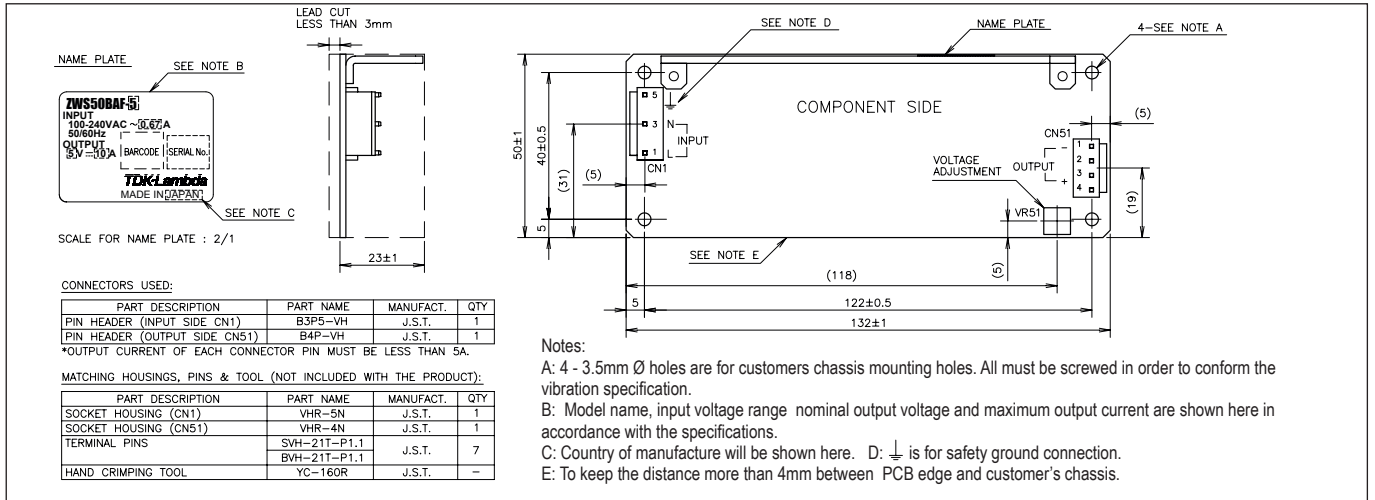 LEAD CUT
LESS THAN 3mm
NAME PLATE
SEE NOTE B
ZWS50BAF-5
INPUT
100-240VAC ~ 0.67 A
50/60Hz
OUTPUT
5 V ⎓ 10 A
BARCODE
SERIAL No.
TDK-Lambda
MADE IN JAPAN
SEE NOTE C
SCALE FOR NAME PLATE : 2/1
23±1
SEE NOTE D
NAME PLATE
4-SEE NOTE A
COMPONENT SIDE
5
3 N
1 L
INPUT
CN1
(5)
(31)
50±1
40±0.5
5
CN51
(5)
1
2
3
4
OUTPUT
−
+
VOLTAGE
ADJUSTMENT
VR51
(19)
(5)
SEE NOTE E
(118)
5
122±0.5
132±1
CONNECTORS USED:
PART DESCRIPTION PART NAME MANUFACT. QTY
PIN HEADER (INPUT SIDE CN1) B3P5-VH J.S.T. 1
PIN HEADER (OUTPUT SIDE CN51) B4P-VH J.S.T. 1
*OUTPUT CURRENT OF EACH CONNECTOR PIN MUST BE LESS THAN 5A.
MATCHING HOUSINGS, PINS & TOOL (NOT INCLUDED WITH THE PRODUCT):
PART DESCRIPTION PART NAME MANUFACT. QTY
SOCKET HOUSING (CN1) VHR-5N J.S.T. 1
SOCKET HOUSING (CN51) VHR-4N J.S.T. 1
TERMINAL PINS SVH-21T-P1.1 J.S.T. 7
BVH-21T-P1.1
HAND CRIMPING TOOL YC-160R J.S.T. −
Notes:
A: 4 - 3.5mm Ø holes are for customers chassis mounting holes. All must be screwed in order to conform the
vibration specification.
B: Model name, input voltage range nominal output voltage and maximum output current are shown here in
accordance with the specifications.
C: Country of manufacture will be shown here. D: ⏚ is for safety ground connection.
E: To keep the distance more than 4mm between PCB edge and customer's chassis.